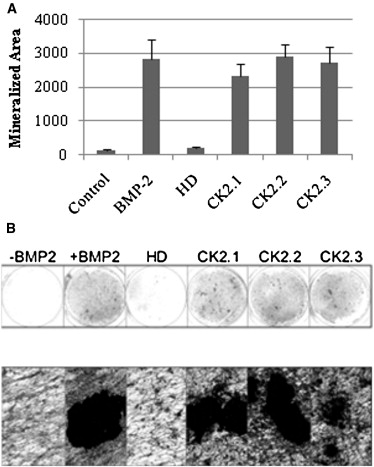 A
Mineralized Area
4000
3000
2000
1000
0
Control
BMP-2
HD
CK2.1
CK2.2
CK2.3
B
-BMP2 +BMP2 HD CK2.1 CK2.2 CK2.3